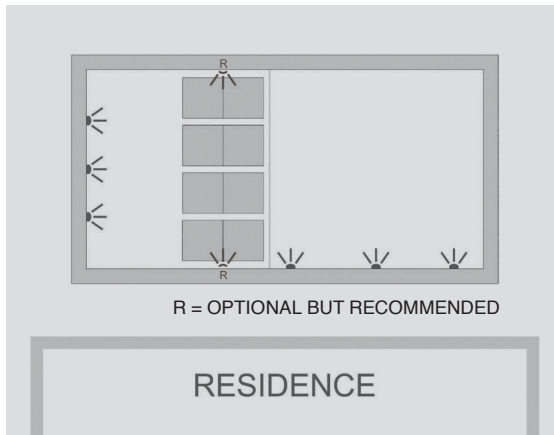 R
R
R = OPTIONAL BUT RECOMMENDED
RESIDENCE